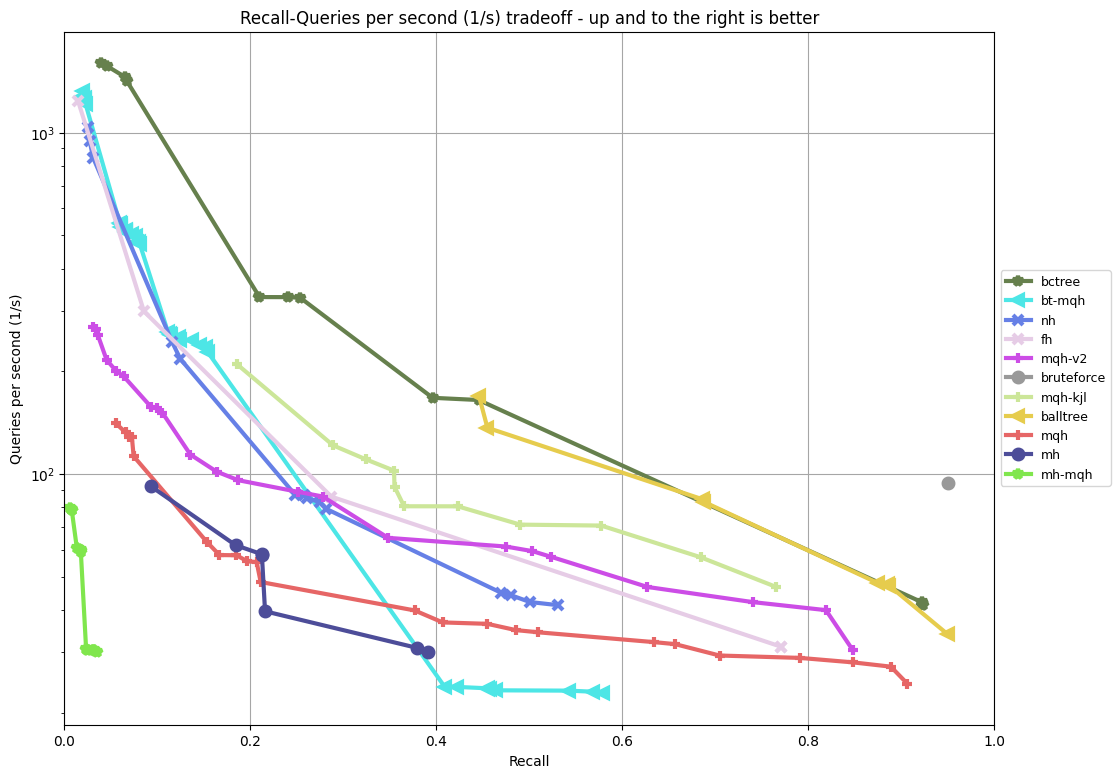 Recall-Queries per second (1/s) tradeoff - up and to the right is better
Queries per second (1/s)
10³
10²
0.0
0.2
0.4
0.6
0.8
1.0
Recall
bctree
bt-mqh
nh
fh
mqh-v2
bruteforce
mqh-kjl
balltree
mqh
mh
mh-mqh